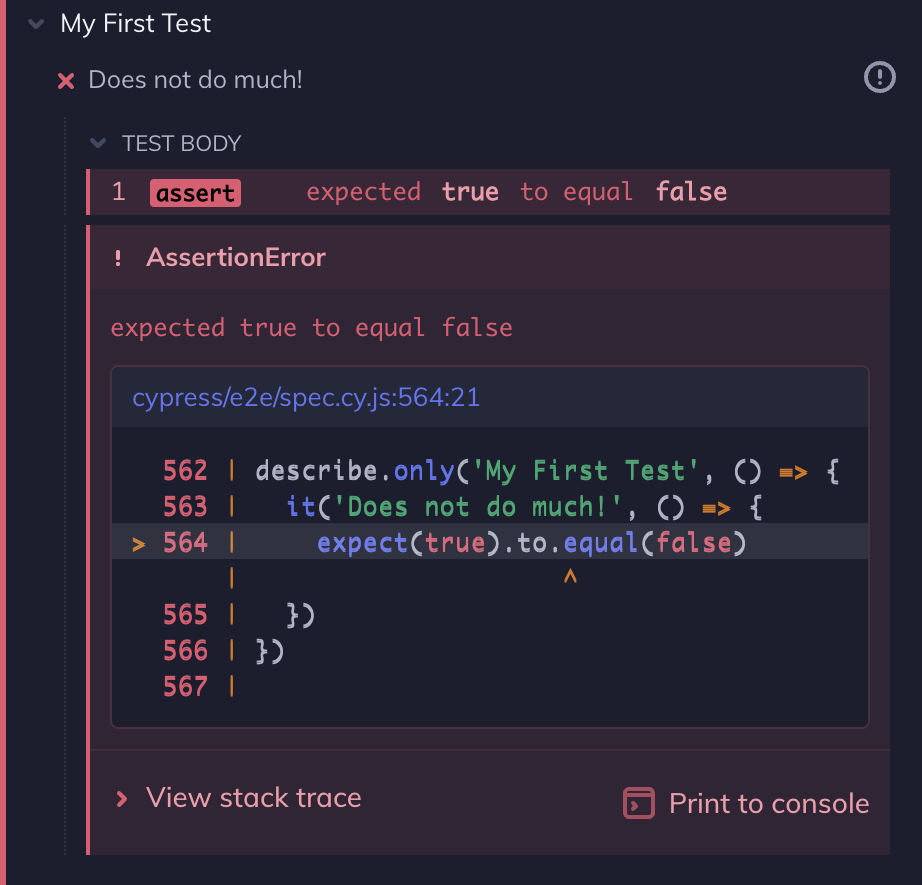 My First Test
Does not do much!
TEST BODY
1 assert expected true to equal false
! AssertionError
expected true to equal false
cypress/e2e/spec.cy.js:564:21
562 | describe.only('My First Test', () => {
563 | it('Does not do much!', () => {
> 564 | expect(true).to.equal(false)
| ^
565 | })
566 | })
567 |
View stack trace
Print to console